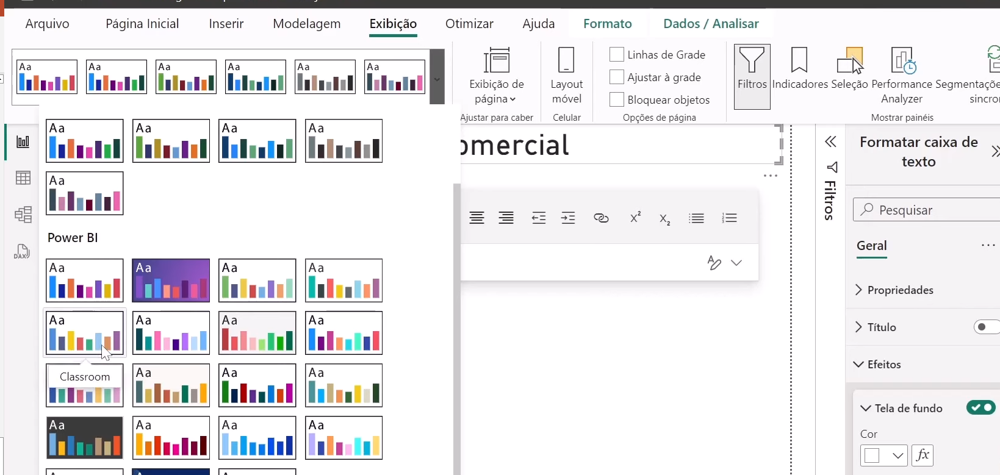 Arquivo Página Inicial Inserir Modelagem Exibição Otimizar Ajuda Formato Dados / Analisar
Aa Aa Aa Aa Aa Aa
Exibição de
página
Ajustar para caber
Layout
móvel
Celular
Linhas de Grade
Ajustar à grade
Bloquear objetos
Opções de página
Filtros Indicadores Seleção Performance
Analyzer
Mostrar painéis
Aa Aa Aa Aa
Aa
Power BI
Aa Aa Aa Aa
Aa Aa Aa Aa
Classroom
Aa Aa Aa
Aa Aa Aa Aa
DAX
omercial
X²
X₂
Filtros
Formatar caixa de
texto
Pesquisar
Geral
Propriedades
Título
Efeitos
Tela de fundo
Cor
fx